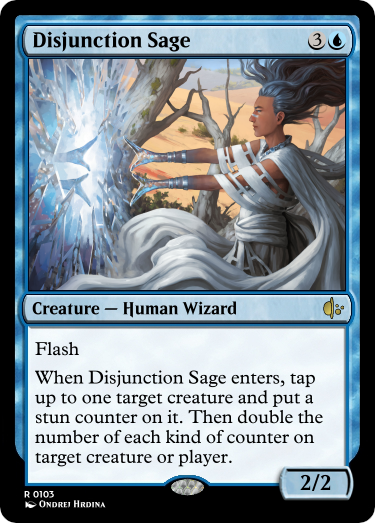 Disjunction Sage 3
Creature — Human Wizard
Flash
When Disjunction Sage enters, tap
up to one target creature and put a
stun counter on it. Then double the
number of each kind of counter on
target creature or player.
2/2
R 0103
Ondrej Hrdina